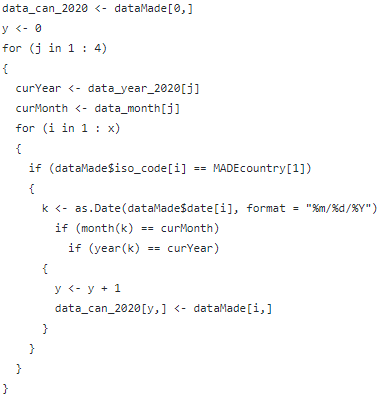 data_can_2020 <- dataMade[0,]
y <- 0
for (j in 1 : 4)
{
  curYear <- data_year_2020[j]
  curMonth <- data_month[j]
  for (i in 1 : x)
  {
    if (dataMade$iso_code[i] == MADEcountry[1])
    {
      k <- as.Date(dataMade$date[i], format = "%m/%d/%Y")
        if (month(k) == curMonth)
          if (year(k) == curYear)
      {
        y <- y + 1
        data_can_2020[y,] <- dataMade[i,]
      }
    }
  }
}